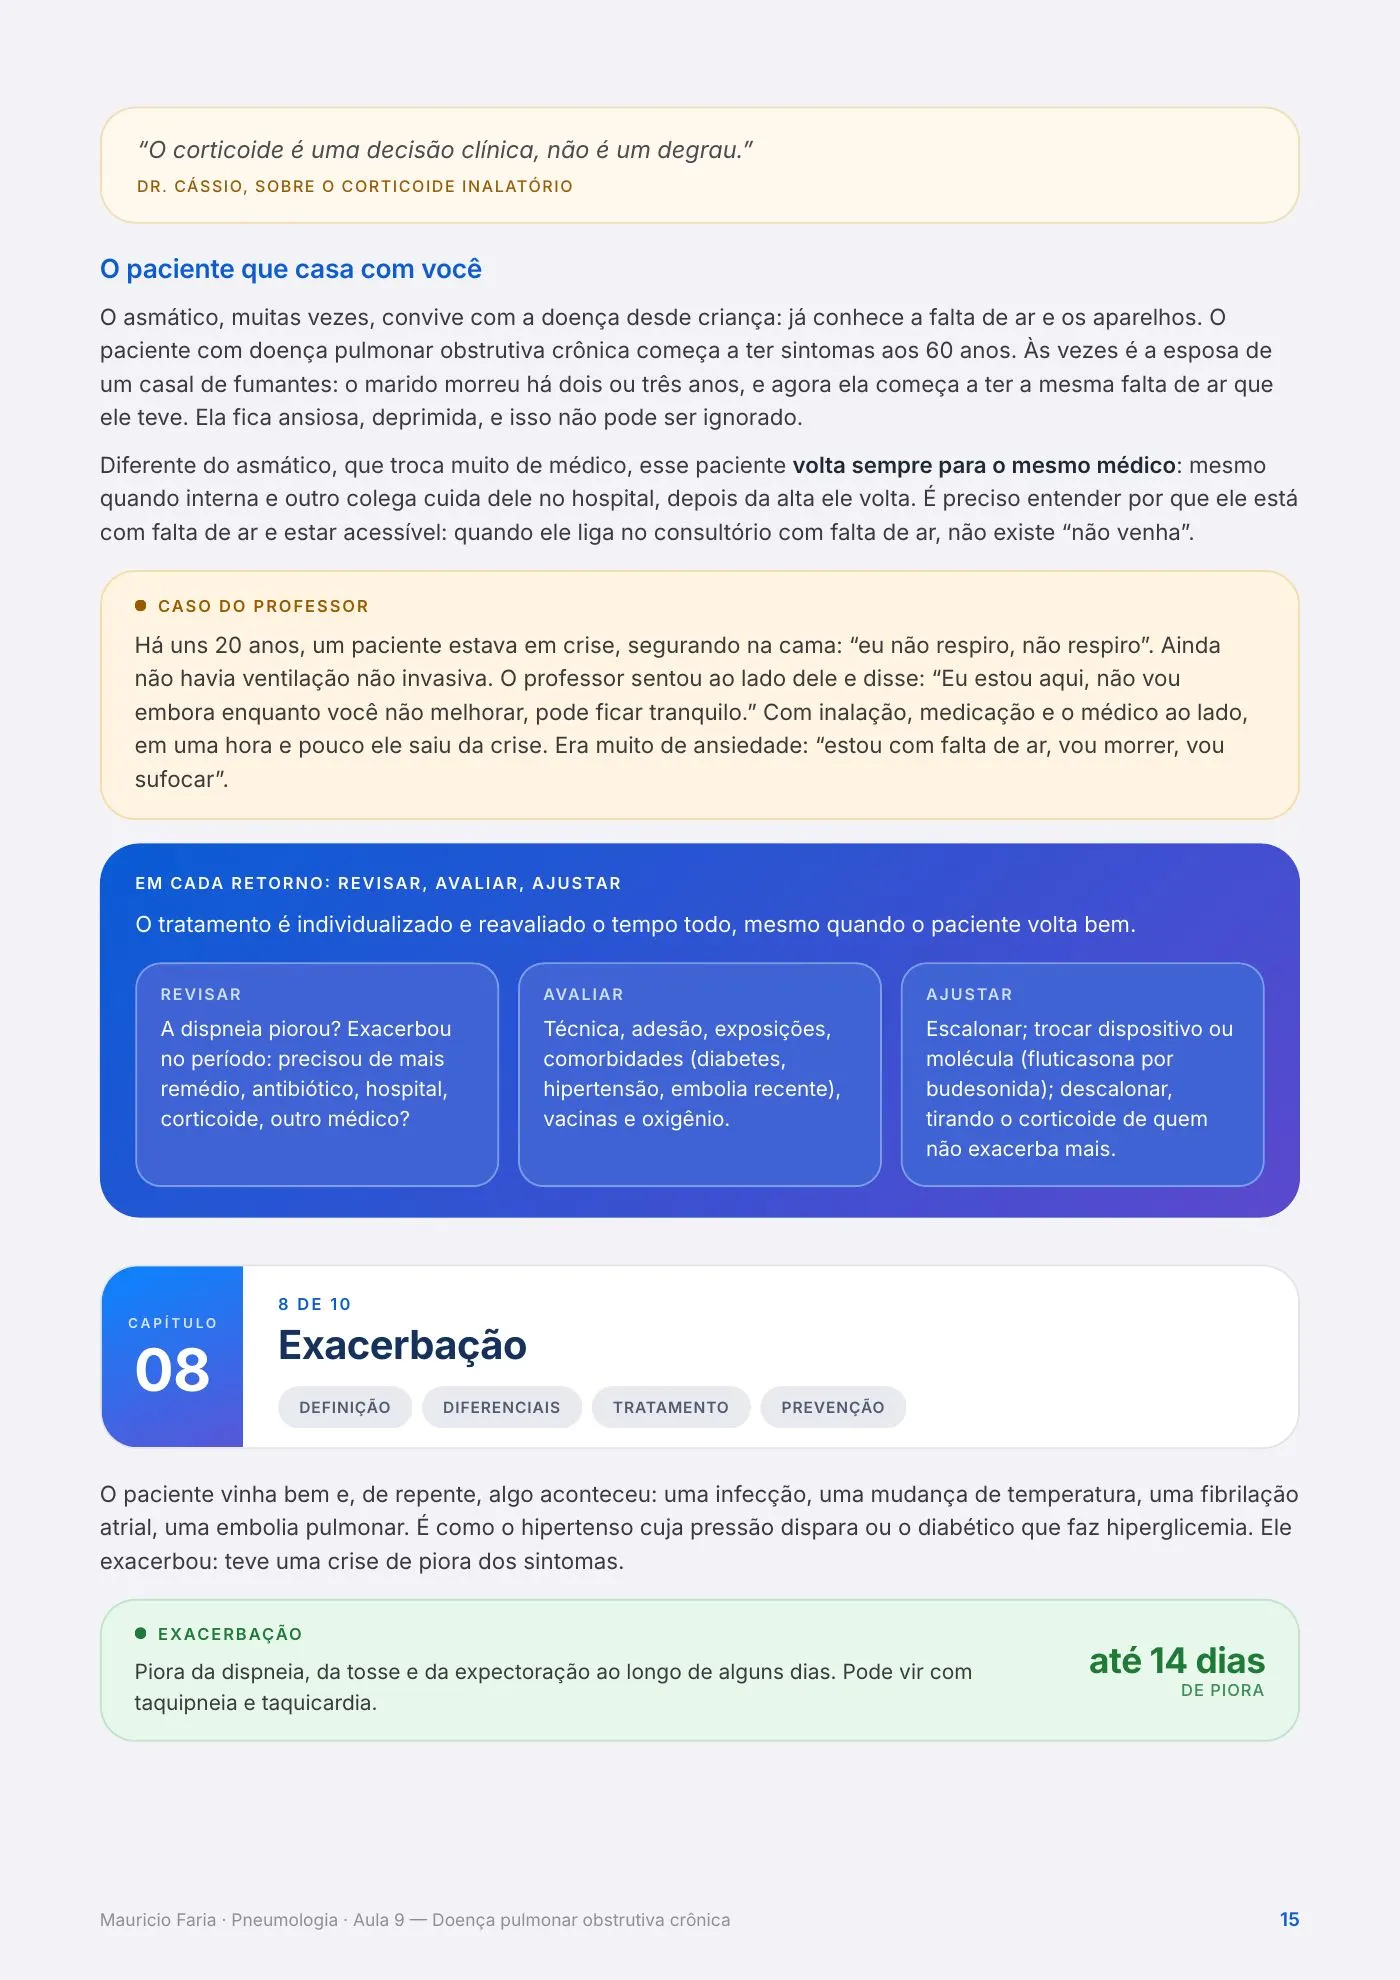 “O corticoide é uma decisão clínica, não é um degrau.”
DR. CÁSSIO, SOBRE O CORTICOIDE INALATÓRIO
O paciente que casa com você
O asmático, muitas vezes, convive com a doença desde criança: já conhece a falta de ar e os aparelhos. O
paciente com doença pulmonar obstrutiva crônica começa a ter sintomas aos 60 anos. Às vezes é a esposa de
um casal de fumantes: o marido morreu há dois ou três anos, e agora ela começa a ter a mesma falta de ar que
ele teve. Ela fica ansiosa, deprimida, e isso não pode ser ignorado.
Diferente do asmático, que troca muito de médico, esse paciente volta sempre para o mesmo médico: mesmo
quando interna e outro colega cuida dele no hospital, depois da alta ele volta. É preciso entender por que ele está
com falta de ar e estar acessível: quando ele liga no consultório com falta de ar, não existe “não venha”.
CASO DO PROFESSOR
Há uns 20 anos, um paciente estava em crise, segurando na cama: “eu não respiro, não respiro”. Ainda
não havia ventilação não invasiva. O professor sentou ao lado dele e disse: “Eu estou aqui, não vou
embora enquanto você não melhorar, pode ficar tranquilo.” Com inalação, medicação e o médico ao lado,
em uma hora e pouco ele saiu da crise. Era muito de ansiedade: “estou com falta de ar, vou morrer, vou
sufocar”.
EM CADA RETORNO: REVISAR, AVALIAR, AJUSTAR
O tratamento é individualizado e reavaliado o tempo todo, mesmo quando o paciente volta bem.
REVISAR
A dispneia piorou? Exacerbou
no período: precisou de mais
remédio, antibiótico, hospital,
corticoide, outro médico?
AVALIAR
Técnica, adesão, exposições,
comorbidades (diabetes,
hipertensão, embolia recente),
vacinas e oxigênio.
AJUSTAR
Escalonar; trocar dispositivo ou
molécula (fluticasona por
budesonida); descalonar,
tirando o corticoide de quem
não exacerba mais.
CAPÍTULO
08
8 DE 10
Exacerbação
DEFINIÇÃO
DIFERENCIAIS
TRATAMENTO
PREVENÇÃO
O paciente vinha bem e, de repente, algo aconteceu: uma infecção, uma mudança de temperatura, uma fibrilação
atrial, uma embolia pulmonar. É como o hipertenso cuja pressão dispara ou o diabético que faz hiperglicemia. Ele
exacerbou: teve uma crise de piora dos sintomas.
EXACERBAÇÃO
Piora da dispneia, da tosse e da expectoração ao longo de alguns dias. Pode vir com
taquipneia e taquicardia.
até 14 dias
DE PIORA
Mauricio Faria · Pneumologia · Aula 9 — Doença pulmonar obstrutiva crônica
15